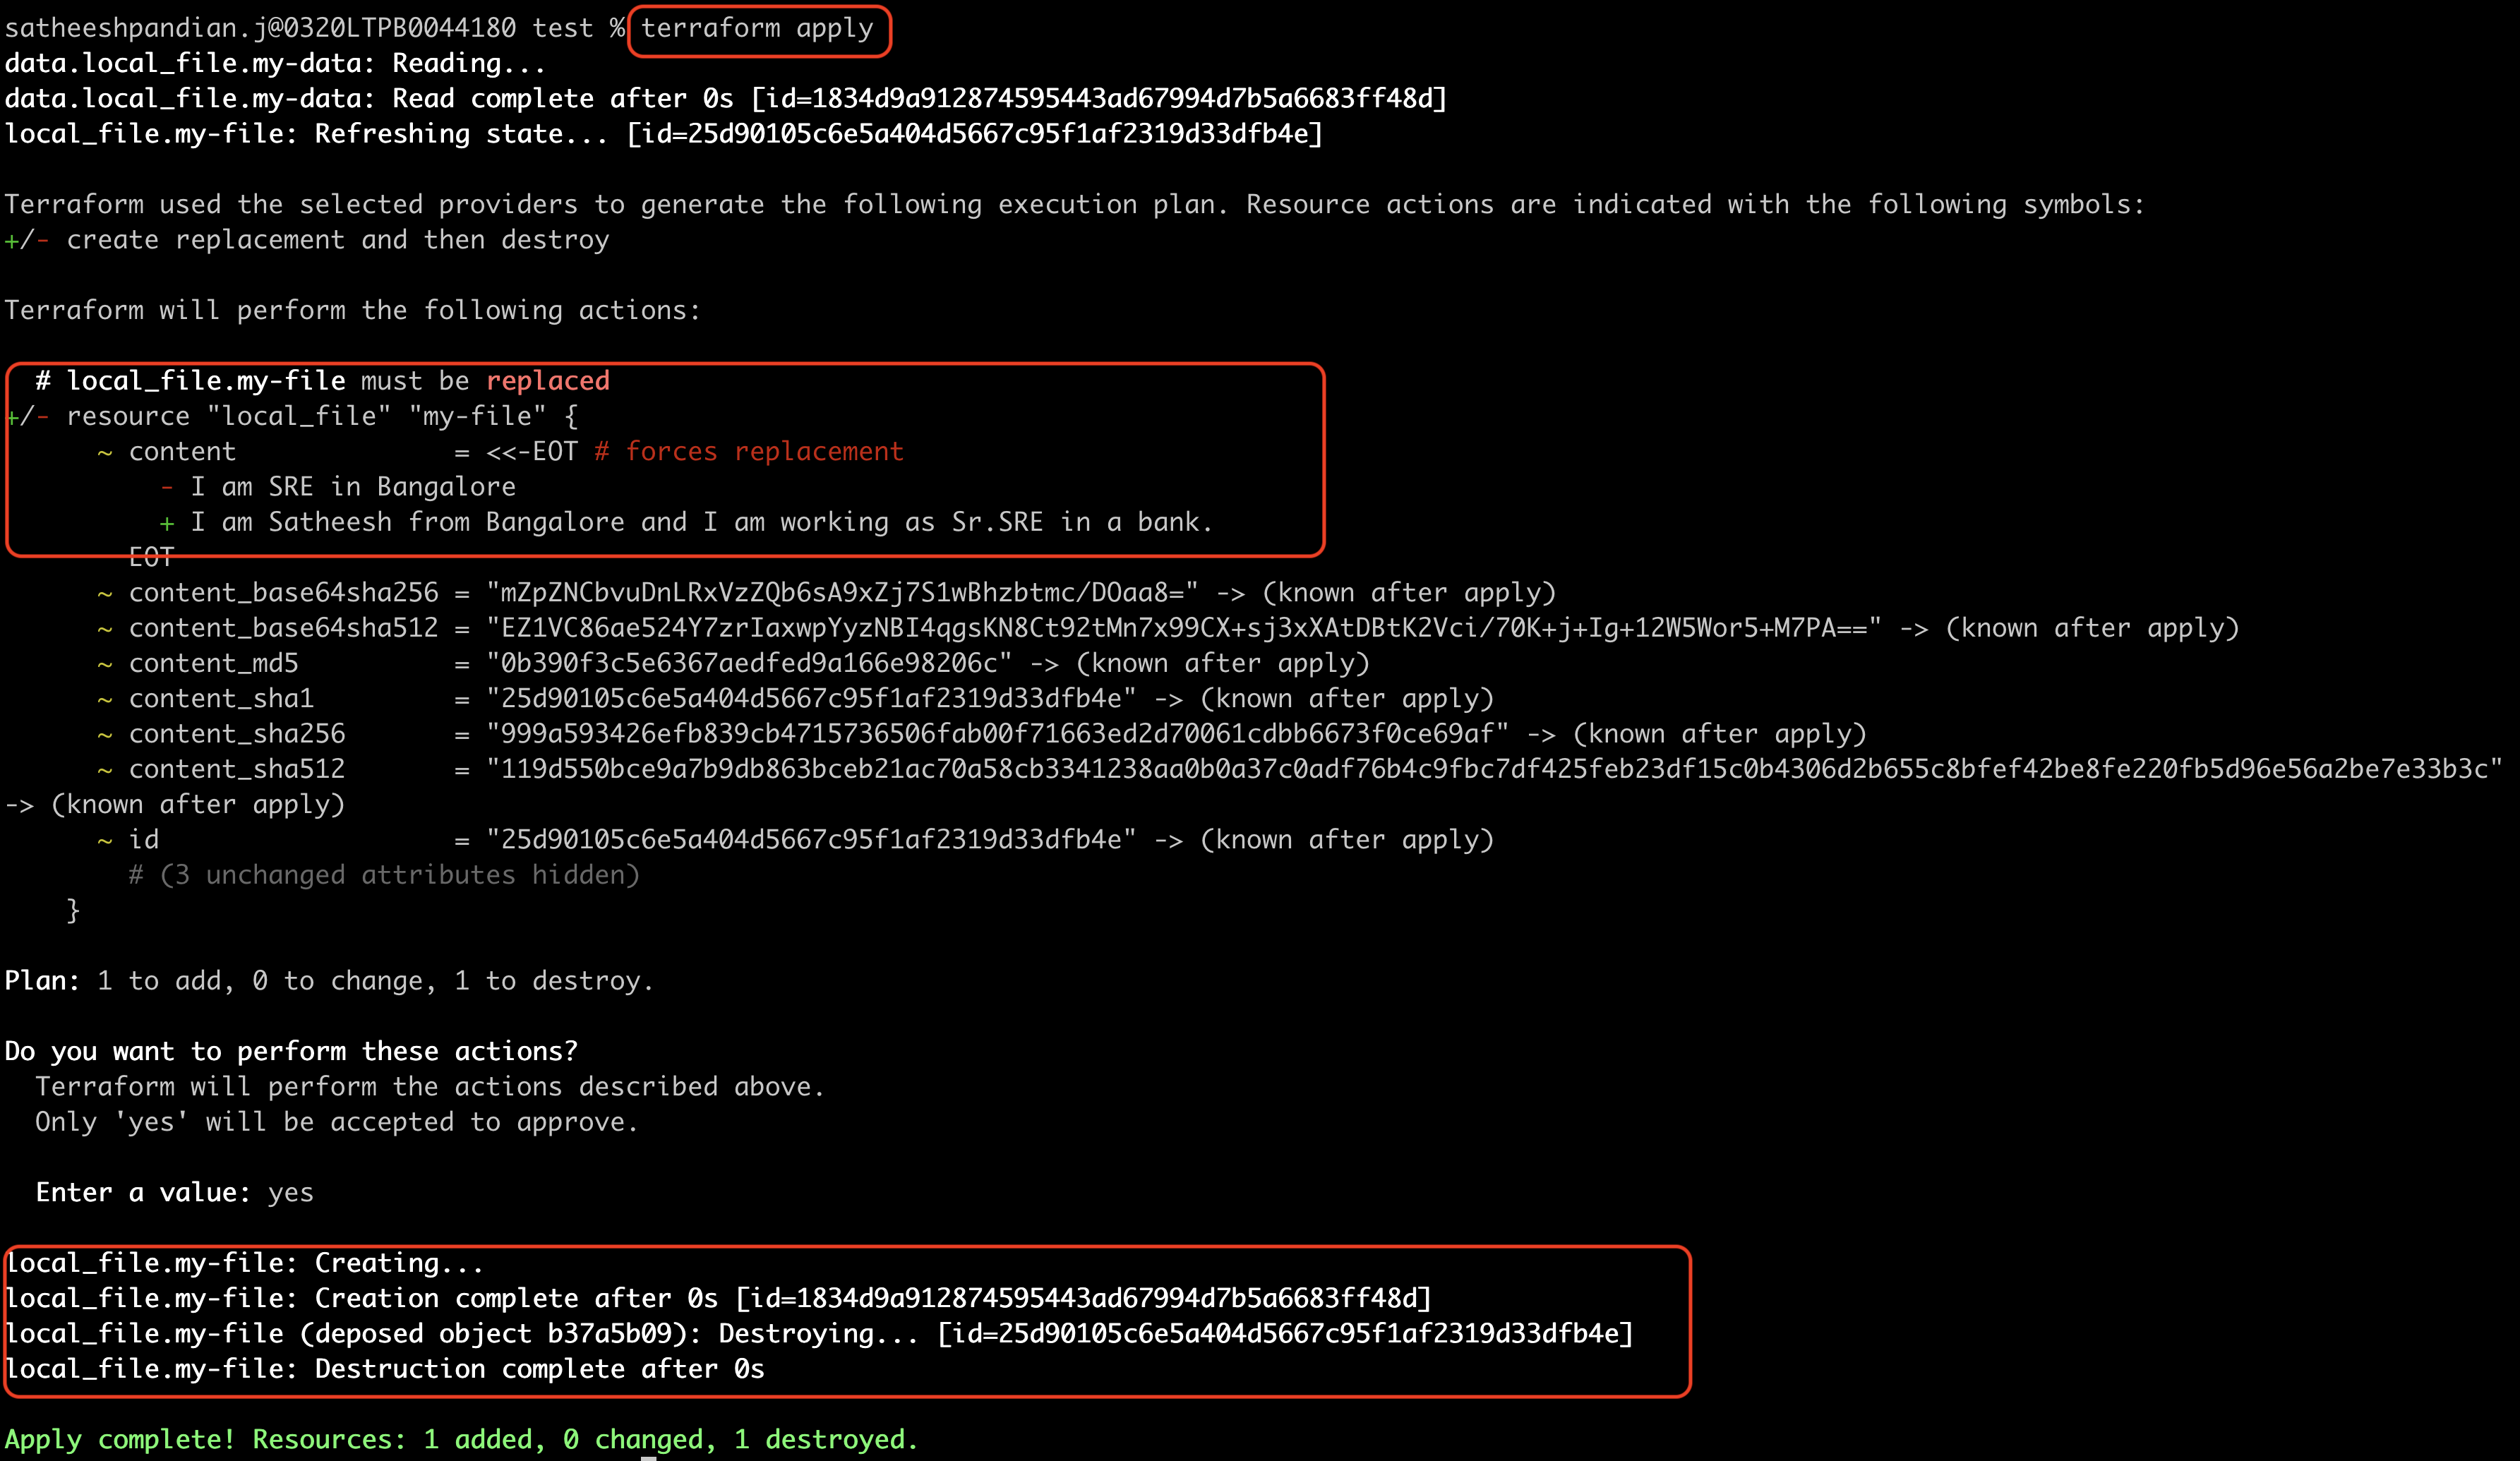 satheeshpandian.j@0320LTPB0044180 test % terraform apply
data.local_file.my-data: Reading...
data.local_file.my-data: Read complete after 0s [id=1834d9a912874595443ad67994d7b5a6683ff48d]
local_file.my-file: Refreshing state... [id=25d90105c6e5a404d5667c95f1af2319d33dfb4e]
Terraform used the selected providers to generate the following execution plan. Resource actions are indicated with the following symbols:
+/- create replacement and then destroy
Terraform will perform the following actions:
# local_file.my-file must be replaced
+/- resource "local_file" "my-file" {
~ content = <<-EOT # forces replacement
- I am SRE in Bangalore
+ I am Satheesh from Bangalore and I am working as Sr.SRE in a bank.
EOT
~ content_base64sha256 = "mZpZNCbvuDnLRxVzZQb6sA9xZj7S1wBhzbtmc/DOaa8=" -> (known after apply)
~ content_base64sha512 = "EZ1VC86ae524Y7zrIaxwpYyzNBI4qgsKN8Ct92tMn7x99CX+sj3xXAtDBtK2Vci/70K+j+Ig+12W5Wor5+M7PA==" -> (known after apply)
~ content_md5 = "0b390f3c5e6367aedfed9a166e98206c" -> (known after apply)
~ content_sha1 = "25d90105c6e5a404d5667c95f1af2319d33dfb4e" -> (known after apply)
~ content_sha256 = "999a593426efb839cb4715736506fab00f71663ed2d70061cdbb6673f0ce69af" -> (known after apply)
~ content_sha512 = "119d550bce9a7b9db863bceb21ac70a58cb3341238aa0b0a37c0adf76b4c9fbc7df425feb23df15c0b4306d2b655c8bfef42be8fe220fb5d96e56a2be7e33b3c"
-> (known after apply)
~ id = "25d90105c6e5a404d5667c95f1af2319d33dfb4e" -> (known after apply)
# (3 unchanged attributes hidden)
}
Plan: 1 to add, 0 to change, 1 to destroy.
Do you want to perform these actions?
Terraform will perform the actions described above.
Only 'yes' will be accepted to approve.
Enter a value: yes
local_file.my-file: Creating...
local_file.my-file: Creation complete after 0s [id=1834d9a912874595443ad67994d7b5a6683ff48d]
local_file.my-file (deposed object b37a5b09): Destroying... [id=25d90105c6e5a404d5667c95f1af2319d33dfb4e]
local_file.my-file: Destruction complete after 0s
Apply complete! Resources: 1 added, 0 changed, 1 destroyed.